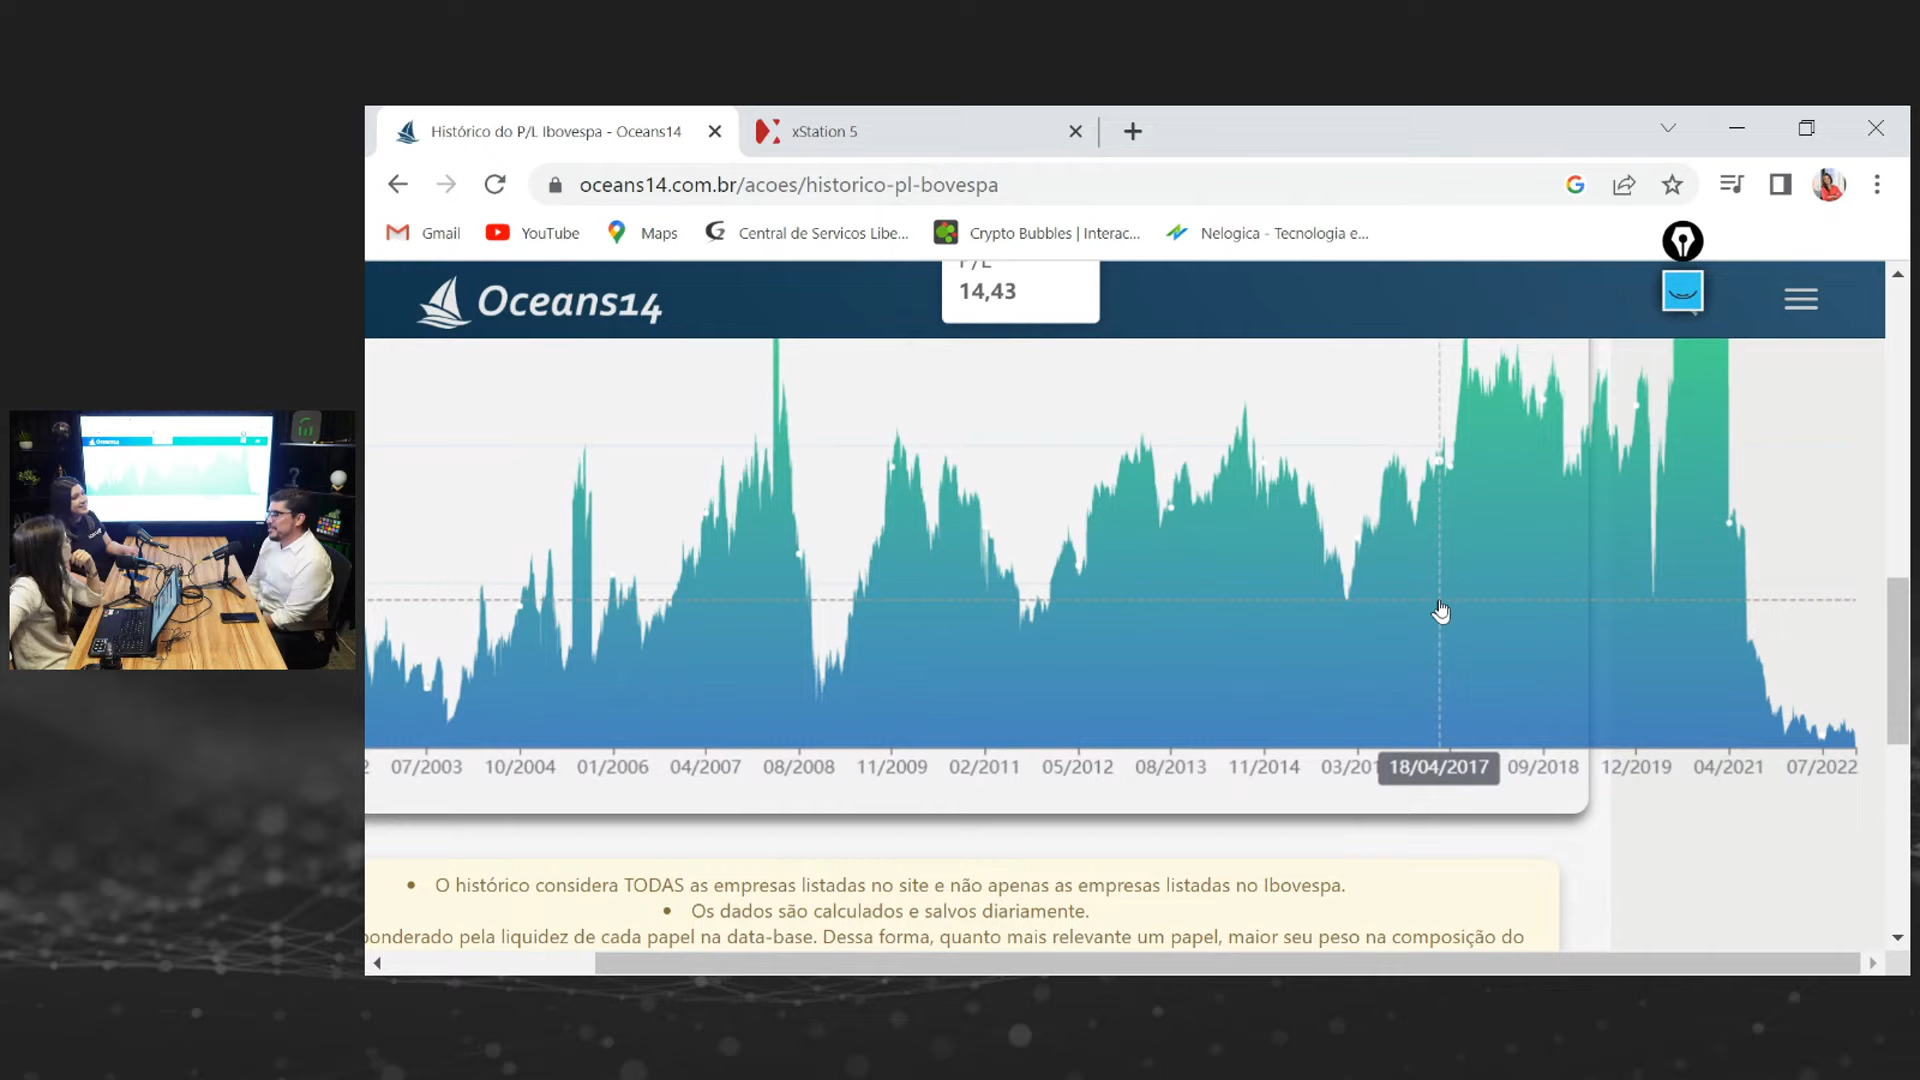 Histórico do P/L Ibovespa - Oceans14
xStation 5
oceans14.com.br/acoes/historico-pl-bovespa
Gmail
YouTube
Maps
Central de Servicos Libe...
Crypto Bubbles | Interac...
Nelogica - Tecnologia e...
P/L
14,43
Oceans14
2 07/2003 10/2004 01/2006 04/2007 08/2008 11/2009 02/2011 05/2012 08/2013 11/2014 03/201 18/04/2017 09/2018 12/2019 04/2021 07/2022
• O histórico considera TODAS as empresas listadas no site e não apenas as empresas listadas no Ibovespa.
• Os dados são calculados e salvos diariamente.
ponderado pela liquidez de cada papel na data-base. Dessa forma, quanto mais relevante um papel, maior seu peso na composição do